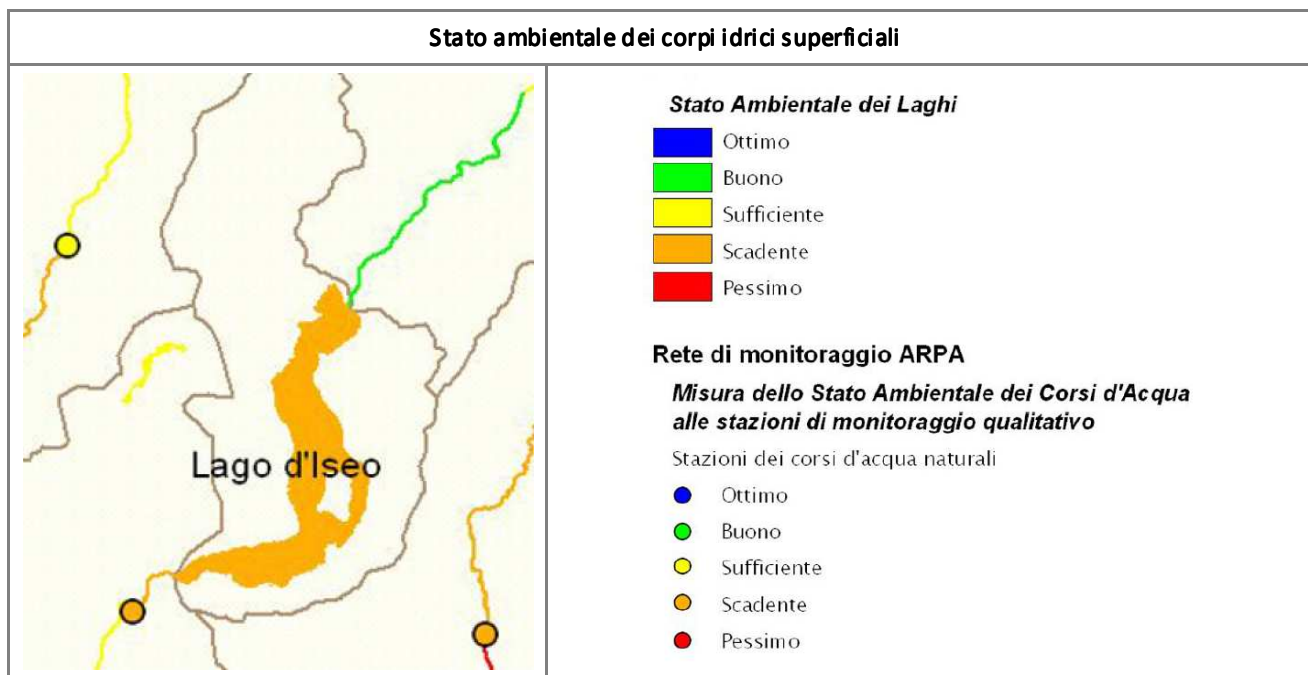 Stato ambientale dei corpi idrici superficiali
Lago d'Iseo
Stato Ambientale dei Laghi
Ottimo
Buono
Sufficiente
Scadente
Pessimo
Rete di monitoraggio ARPA
Misura dello Stato Ambientale dei Corsi d'Acqua
alle stazioni di monitoraggio qualitativo
Stazioni dei corsi d'acqua naturali
Ottimo
Buono
Sufficiente
Scadente
Pessimo